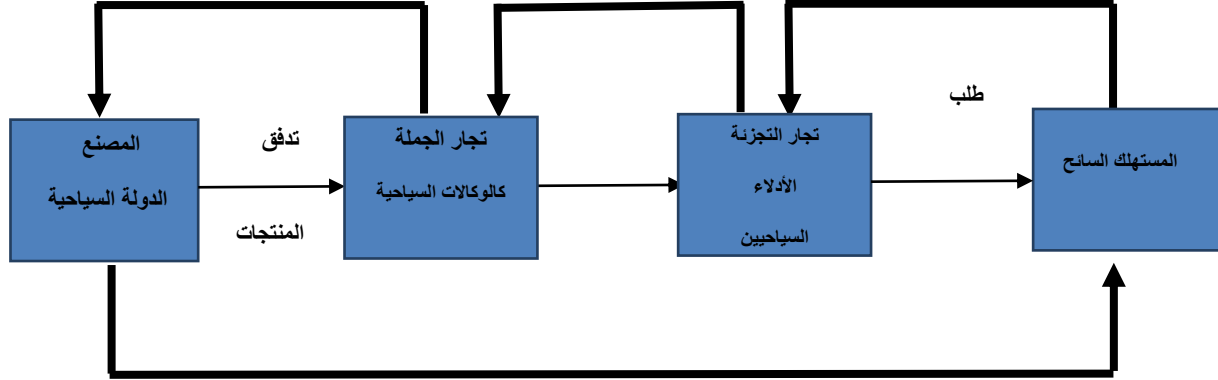 المصنع
الدولة السياحية
تدفق
المنتجات
تجار الجملة
كالوكالات السياحية
تجار التجزئة
الأدلاء
السياحيين
طلب
المستهلك السائح